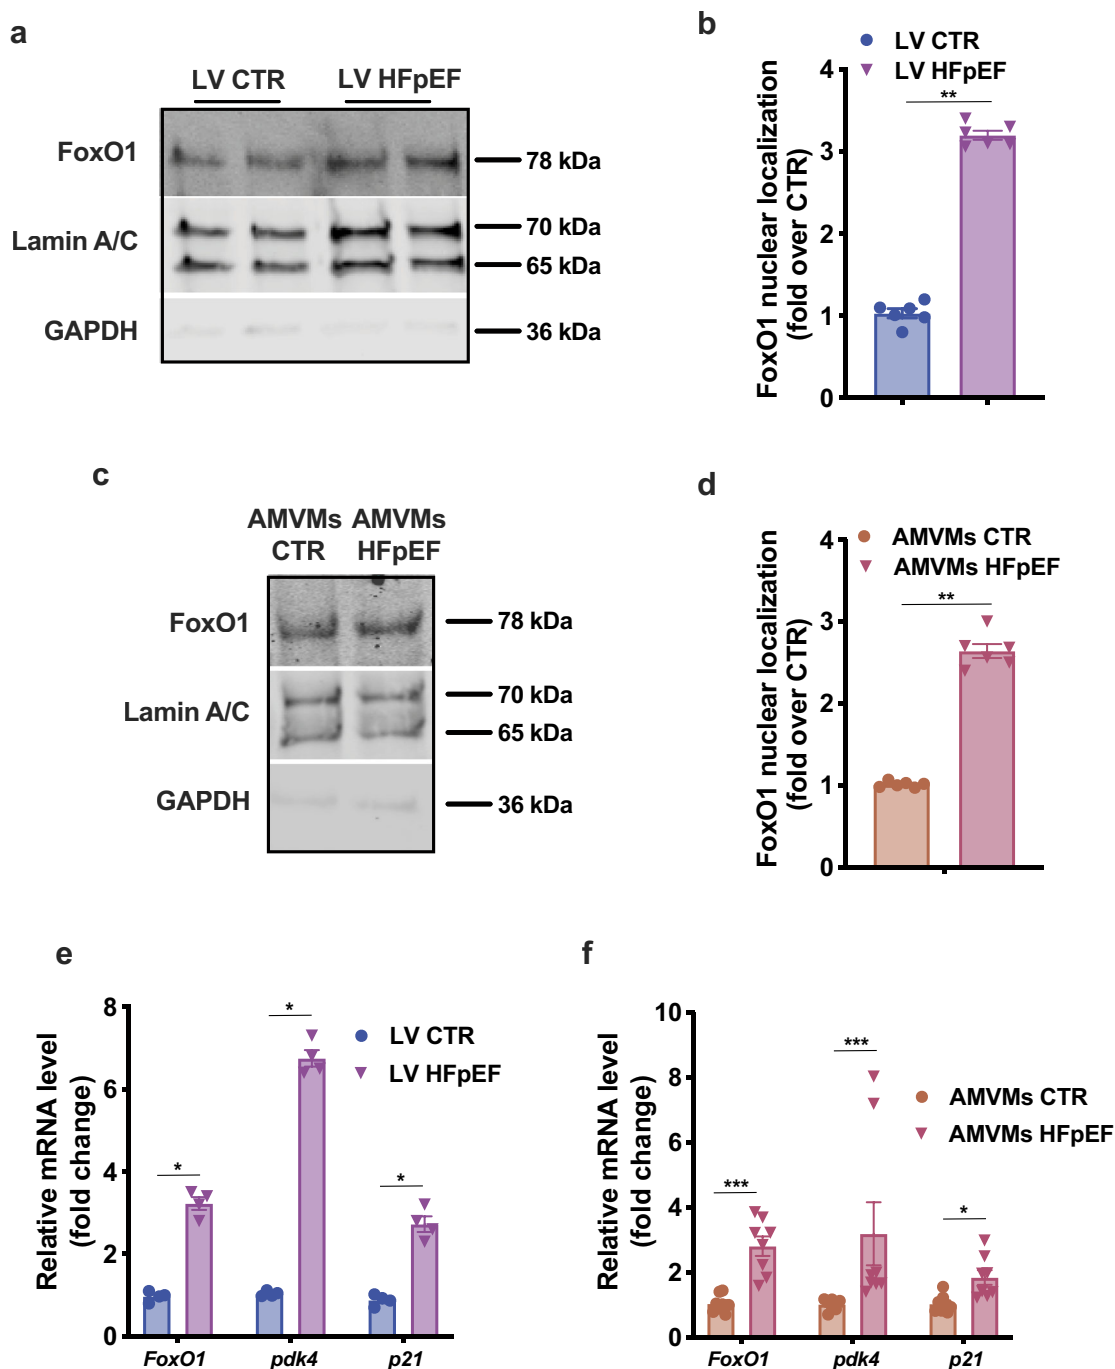 a
LV CTR LV HFpEF
FoxO1
78 kDa
Lamin A/C
70 kDa
65 kDa
GAPDH
36 kDa
b
LV CTR
LV HFpEF
FoxO1 nuclear localization
(fold over CTR)
4
3
2
1
0
**
c
AMVMs AMVMs
CTR HFpEF
FoxO1
78 kDa
Lamin A/C
70 kDa
65 kDa
GAPDH
36 kDa
d
AMVMs CTR
AMVMs HFpEF
FoxO1 nuclear localization
(fold over CTR)
4
3
2
1
0
**
e
Relative mRNA level
(fold change)
8
6
4
2
0
*
*
*
LV CTR
LV HFpEF
FoxO1 pdk4 p21
f
Relative mRNA level
(fold change)
10
8
6
4
2
0
***
***
*
AMVMs CTR
AMVMs HFpEF
FoxO1 pdk4 p21